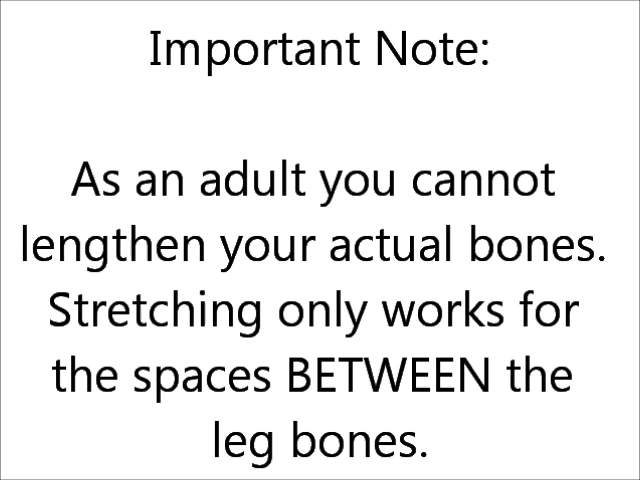 Important Note:
As an adult you cannot
lengthen your actual bones.
Stretching only works for
the spaces BETWEEN the
leg bones.